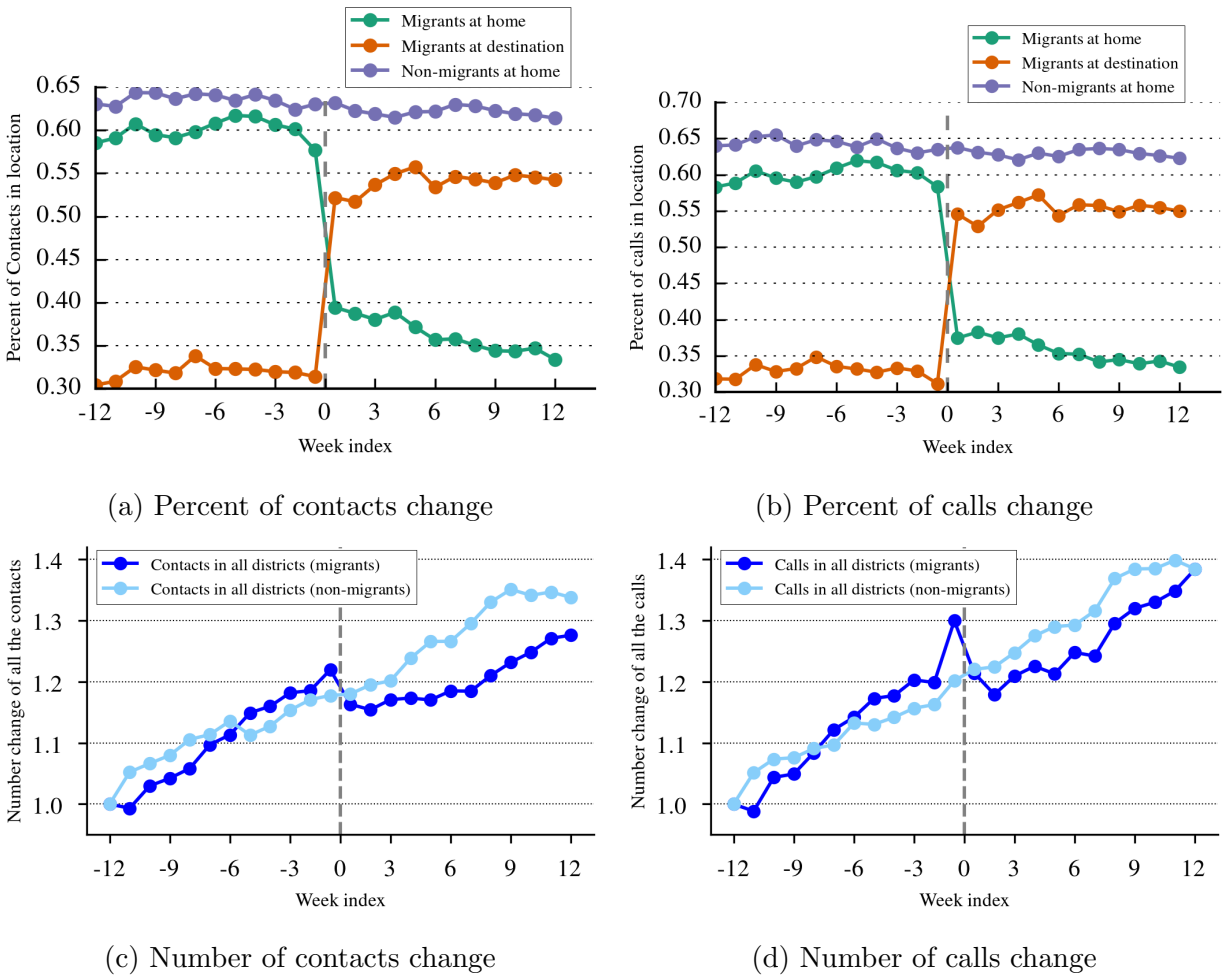 Migrants at home
Migrants at destination
Non-migrants at home
Percent of Contacts in location
0.65
0.60
0.55
0.50
0.45
0.40
0.35
0.30
-12 -9 -6 -3 0 3 6 9 12
Week index
(a) Percent of contacts change
Migrants at home
Migrants at destination
Non-migrants at home
Percent of calls in location
0.70
0.65
0.60
0.55
0.50
0.45
0.40
0.35
0.30
-12 -9 -6 -3 0 3 6 9 12
Week index
(b) Percent of calls change
Contacts in all districts (migrants)
Contacts in all districts (non-migrants)
Number change of all the contacts
1.4
1.3
1.2
1.1
1.0
-12 -9 -6 -3 0 3 6 9 12
Week index
(c) Number of contacts change
Calls in all districts (migrants)
Calls in all districts (non-migrants)
Number change of all the calls
1.4
1.3
1.2
1.1
1.0
-12 -9 -6 -3 0 3 6 9 12
Week index
(d) Number of calls change